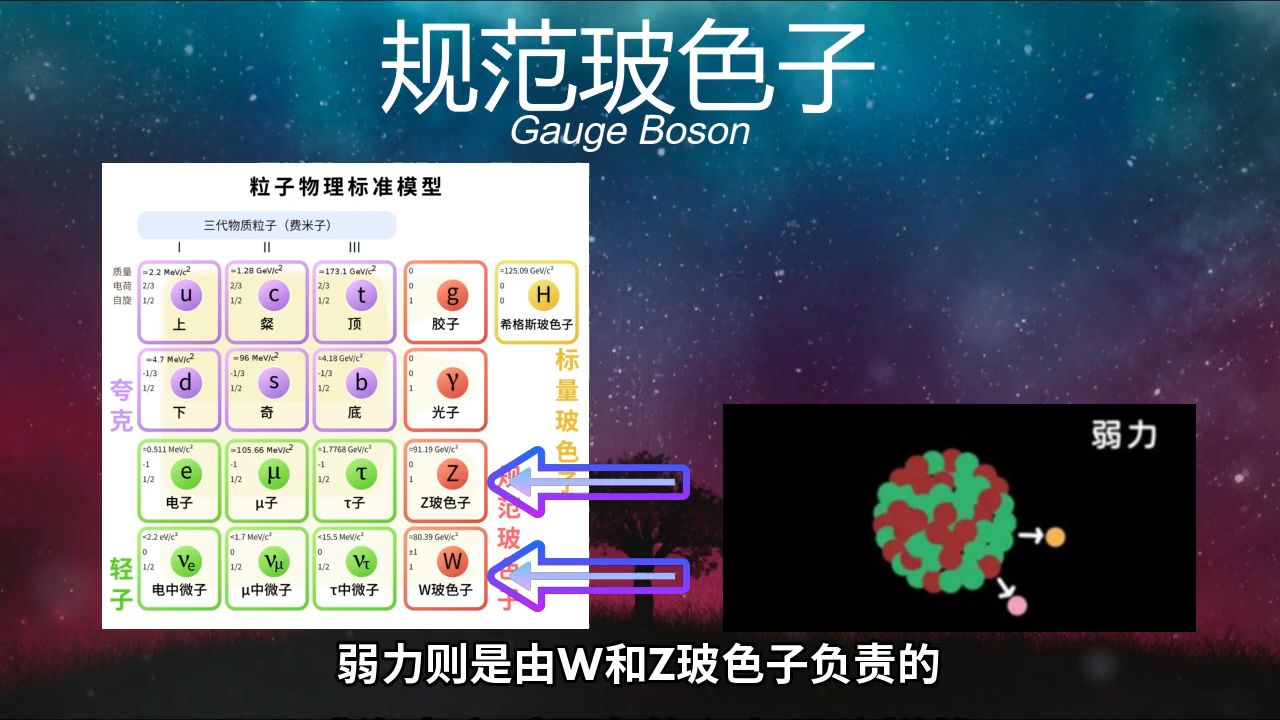 规范玻色子
Gauge Boson
粒子物理标准模型
三代物质粒子（费米子）
I II III
质量
电荷
自旋
≃2.2 MeV/c²
2/3
1/2
u
上
≃1.28 GeV/c²
2/3
1/2
c
粲
≃173.1 GeV/c²
2/3
1/2
t
顶
0
0
1
g
胶子
≃125.09 GeV/c²
0
0
H
希格斯玻色子
≃4.7 MeV/c²
-1/3
1/2
d
下
≃96 MeV/c²
-1/3
1/2
s
奇
≃4.18 GeV/c²
-1/3
1/2
b
底
0
0
1
γ
光子
夸克
标量玻色子
≃0.511 MeV/c²
-1
1/2
e
电子
≃105.66 MeV/c²
-1
1/2
μ
μ子
≃1.7768 GeV/c²
-1
1/2
τ
τ子
≃91.19 GeV/c²
0
1
Z
Z玻色子
规范玻色子
<2.2 eV/c²
0
1/2
νe
电中微子
<1.7 MeV/c²
0
1/2
νμ
μ中微子
<15.5 MeV/c²
0
1/2
ντ
τ中微子
≃80.39 GeV/c²
±1
1
W
W玻色子
轻子
弱力
弱力则是由W和Z玻色子负责的